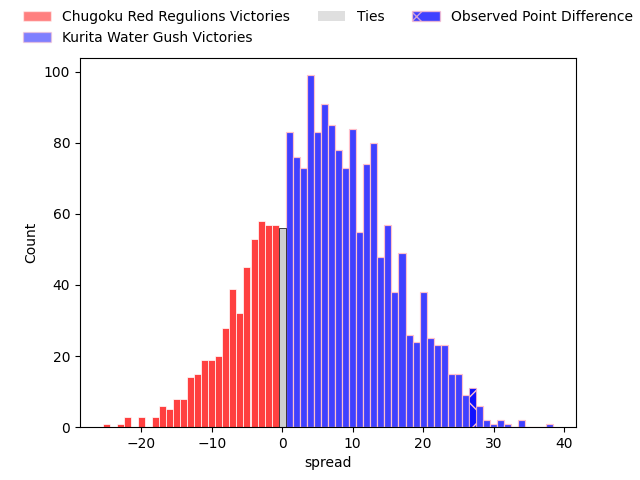 Chugoku Red Regulions Victories
Ties
Observed Point Difference
Kurita Water Gush Victories
100
80
60
40
20
0
Count
−20
−10
0
10
20
30
40
spread